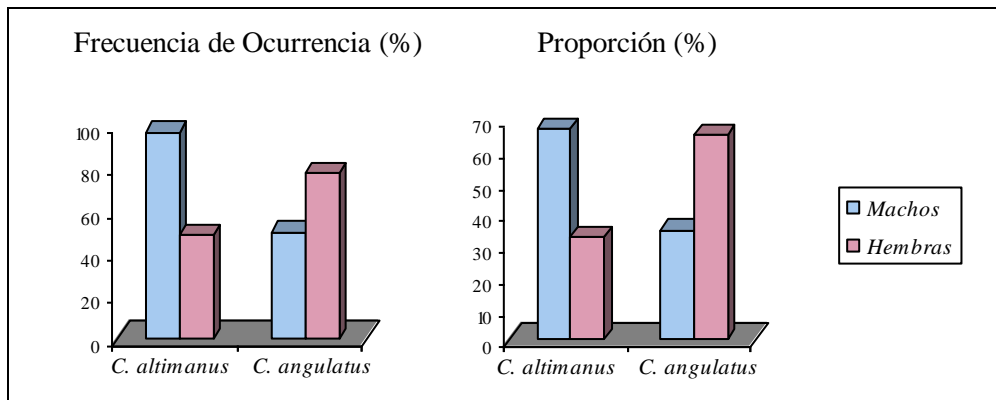 Frecuencia de Ocurrencia (%)
Proporción (%)
100
80
60
40
20
0
C. altimanus C. angulatus
70
60
50
40
30
20
10
0
C. altimanus C. angulatus
Machos
Hembras